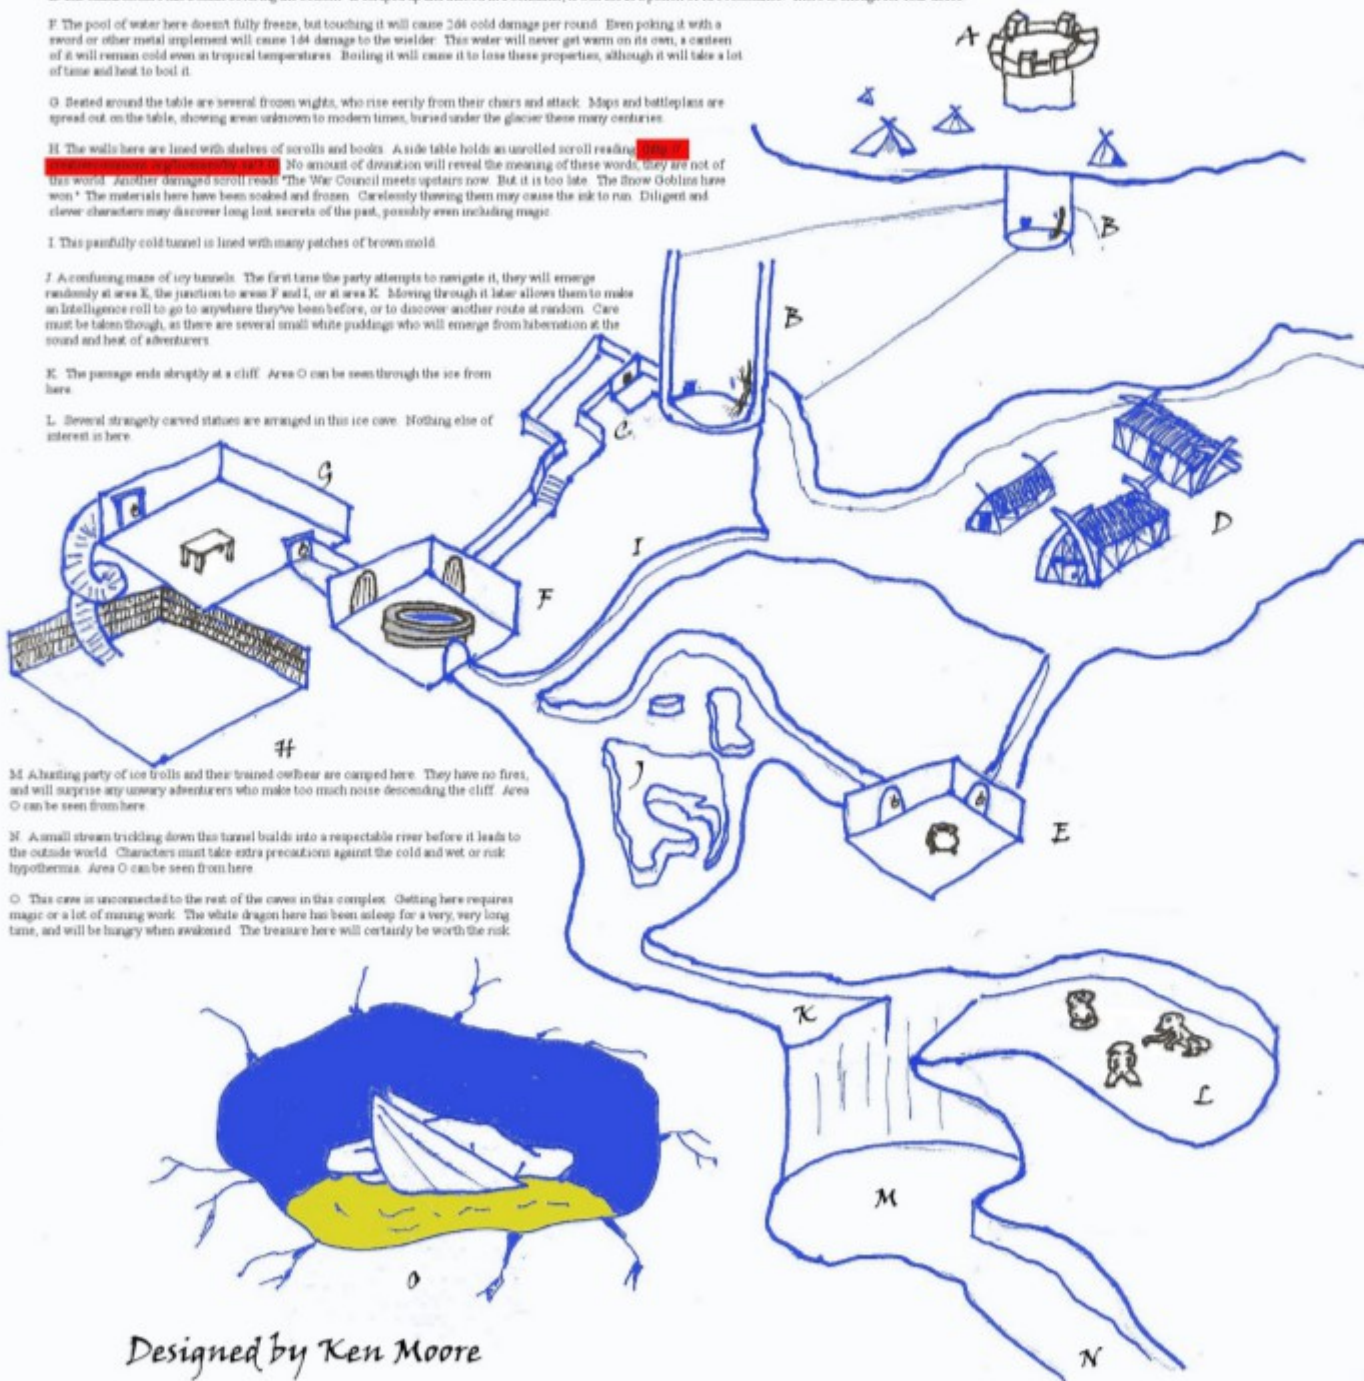 F. The pool of water here doesn't fully freeze, but touching it will cause 2d4 cold damage per round. Even poking it with a
sword or other metal implement will cause 1d4 damage to the wielder. This water will never get warm on its own, a canteen
of it will remain cold even in tropical temperatures. Boiling it will cause it to lose these properties, although it will take a lot
of time and heat to boil it.
G. Seated around the table are several frozen wights, who rise eerily from their chairs and attack. Maps and battleplans are
spread out on the table, showing areas unknown to modern times, buried under the glacier these many centuries.
H. The walls here are lined with shelves of scrolls and books. A side table holds an unrolled scroll reading
No amount of divination will reveal the meaning of these words, they are not of
this world. Another damaged scroll reads "The War Council meets upstairs now. But it is too late. The Snow Goblins have
won." The materials here have been soaked and frozen. Carelessly thawing them may cause the ink to run. Diligent and
clever characters may discover long lost secrets of the past, possibly even including magic.
I. This painfully cold tunnel is lined with many patches of brown mold.
J. A confusing maze of icy tunnels. The first time the party attempts to navigate it, they will emerge
randomly at area E, the junction to areas F and I, or at area K. Moving through it later allows them to make
an Intelligence roll to go to anywhere they've been before, or to discover another route at random. Care
must be taken though, as there are several small white puddings who will emerge from hibernation at the
sound and heat of adventurers.
K. The passage ends abruptly at a cliff. Area O can be seen through the ice from
here.
L. Several strangely carved statues are arranged in this ice cave. Nothing else of
interest is here.
A
B
B
C
D
G
I
F
H
J
E
M. A hunting party of ice trolls and their trained owlbear are camped here. They have no fires,
and will surprise any unwary adventurers who make too much noise descending the cliff. Area
O can be seen from here.
N. A small stream trickling down this tunnel builds into a respectable river before it leads to
the outside world. Characters must take extra precautions against the cold and wet or risk
hypothermia. Area O can be seen from here.
O. This cave is unconnected to the rest of the caves in this complex. Getting here requires
magic or a lot of mining work. The white dragon here has been asleep for a very, very long
time, and will be hungry when awakened. The treasure here will certainly be worth the risk.
K
L
M
O
N
Designed by Ken Moore